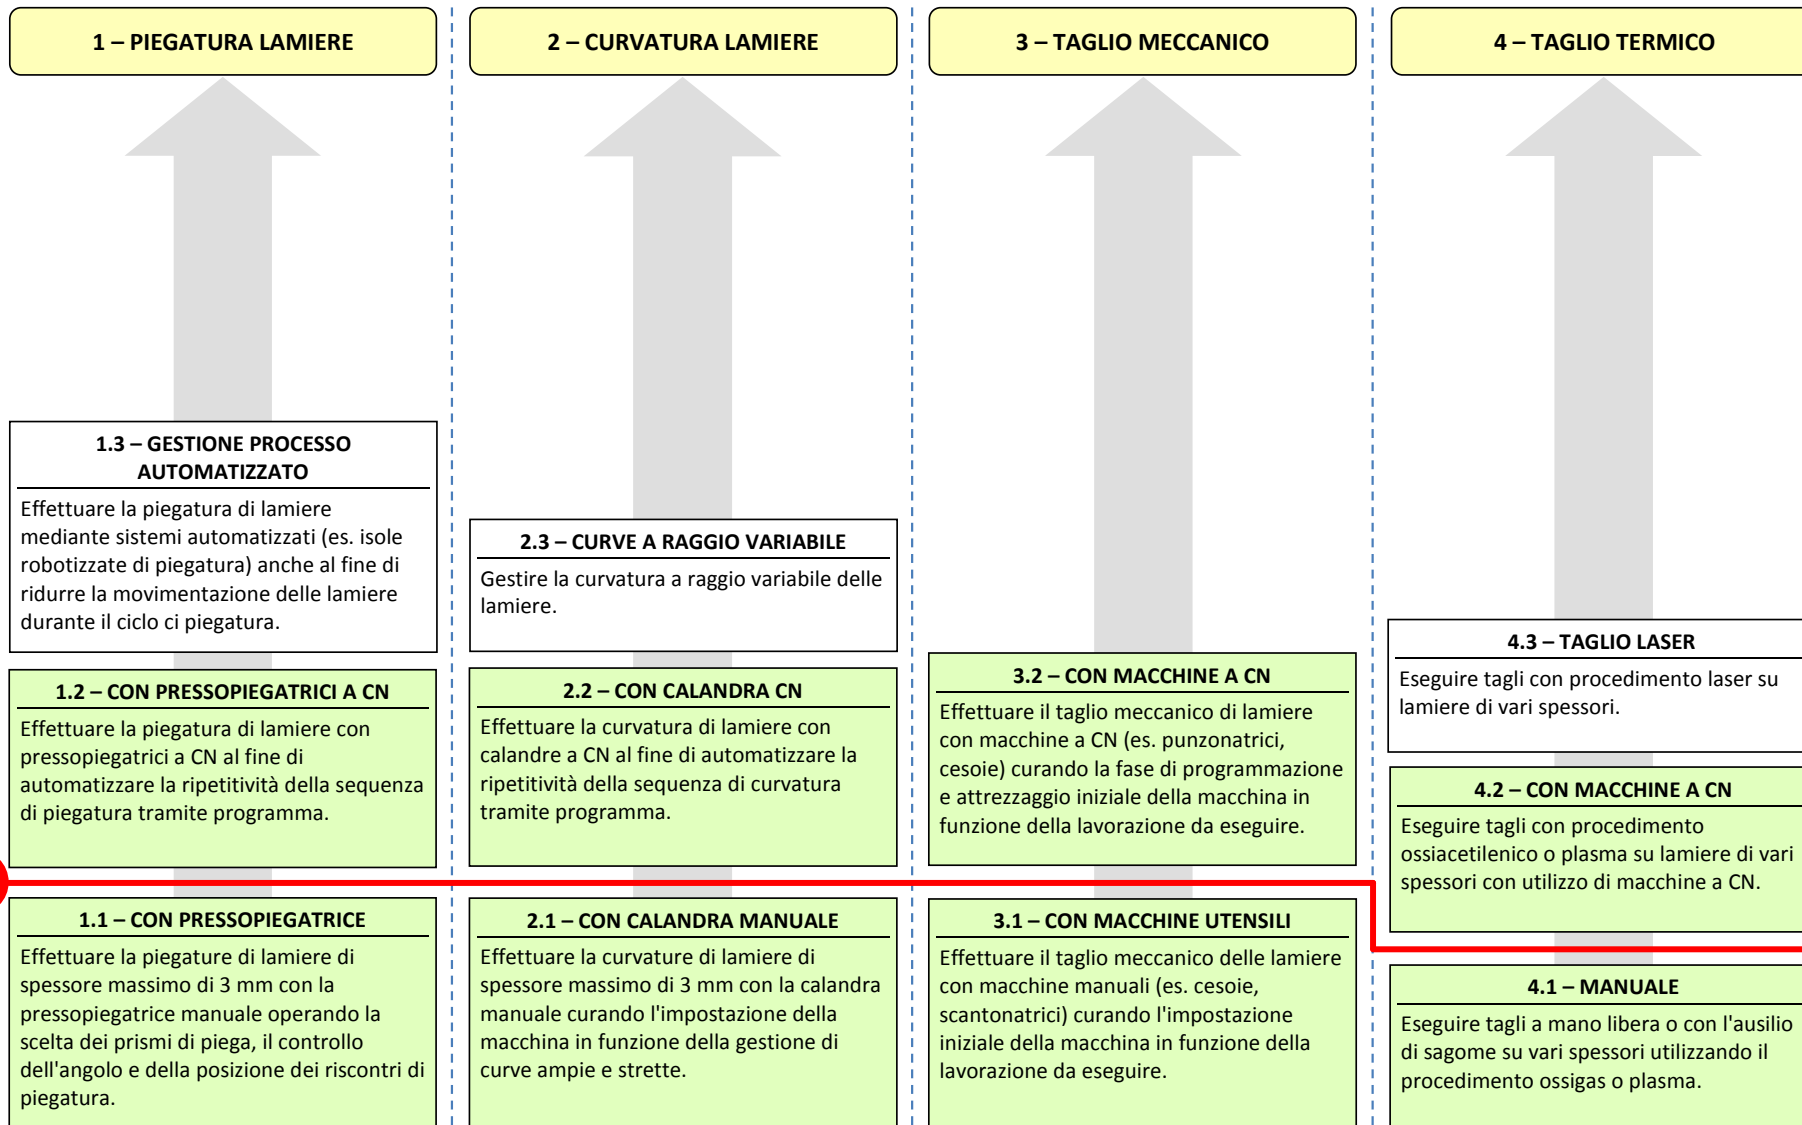 1 – PIEGATURA LAMIERE
2 – CURVATURA LAMIERE
3 – TAGLIO MECCANICO
4 – TAGLIO TERMICO
1.3 – GESTIONE PROCESSO
AUTOMATIZZATO
Effettuare la piegatura di lamiere
mediante sistemi automatizzati (es. isole
robotizzate di piegatura) anche al fine di
ridurre la movimentazione delle lamiere
durante il ciclo ci piegatura.
2.3 – CURVE A RAGGIO VARIABILE
Gestire la curvatura a raggio variabile delle
lamiere.
4.3 – TAGLIO LASER
Eseguire tagli con procedimento laser su
lamiere di vari spessori.
1.2 – CON PRESSOPIEGATRICI A CN
Effettuare la piegatura di lamiere con
pressopiegatrici a CN al fine di
automatizzare la ripetitività della sequenza
di piegatura tramite programma.
2.2 – CON CALANDRA CN
Effettuare la curvatura di lamiere con
calandre a CN al fine di automatizzare la
ripetitività della sequenza di curvatura
tramite programma.
3.2 – CON MACCHINE A CN
Effettuare il taglio meccanico di lamiere
con macchine a CN (es. punzonatrici,
cesoie) curando la fase di programmazione
e attrezzaggio iniziale della macchina in
funzione della lavorazione da eseguire.
4.2 – CON MACCHINE A CN
Eseguire tagli con procedimento
ossiacetilenico o plasma su lamiere di vari
spessori con utilizzo di macchine a CN.
1.1 – CON PRESSOPIEGATRICE
Effettuare la piegature di lamiere di
spessore massimo di 3 mm con la
pressopiegatrice manuale operando la
scelta dei prismi di piega, il controllo
dell'angolo e della posizione dei riscontri di
piegatura.
2.1 – CON CALANDRA MANUALE
Effettuare la curvature di lamiere di
spessore massimo di 3 mm con la calandra
manuale curando l'impostazione della
macchina in funzione della gestione di
curve ampie e strette.
3.1 – CON MACCHINE UTENSILI
Effettuare il taglio meccanico delle lamiere
con macchine manuali (es. cesoie,
scantonatrici) curando l'impostazione
iniziale della macchina in funzione della
lavorazione da eseguire.
4.1 – MANUALE
Eseguire tagli a mano libera o con l'ausilio
di sagome su vari spessori utilizzando il
procedimento ossigas o plasma.